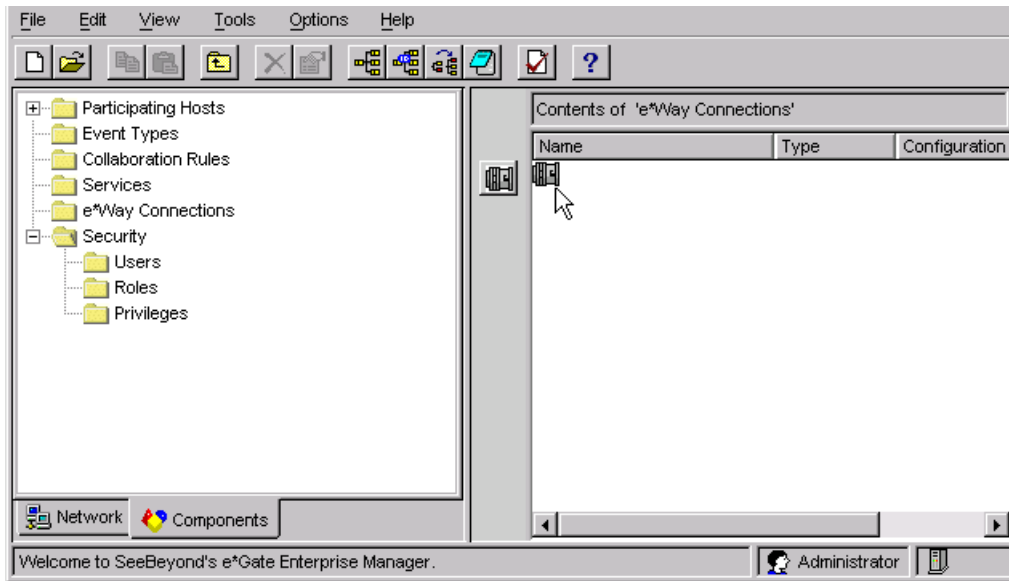 File Edit View Tools Options Help
?
Participating Hosts
Event Types
Collaboration Rules
Services
e*Way Connections
Security
Users
Roles
Privileges
Network Components
Contents of 'e*Way Connections'
Name Type Configuration
Welcome to SeeBeyond's e*Gate Enterprise Manager. Administrator